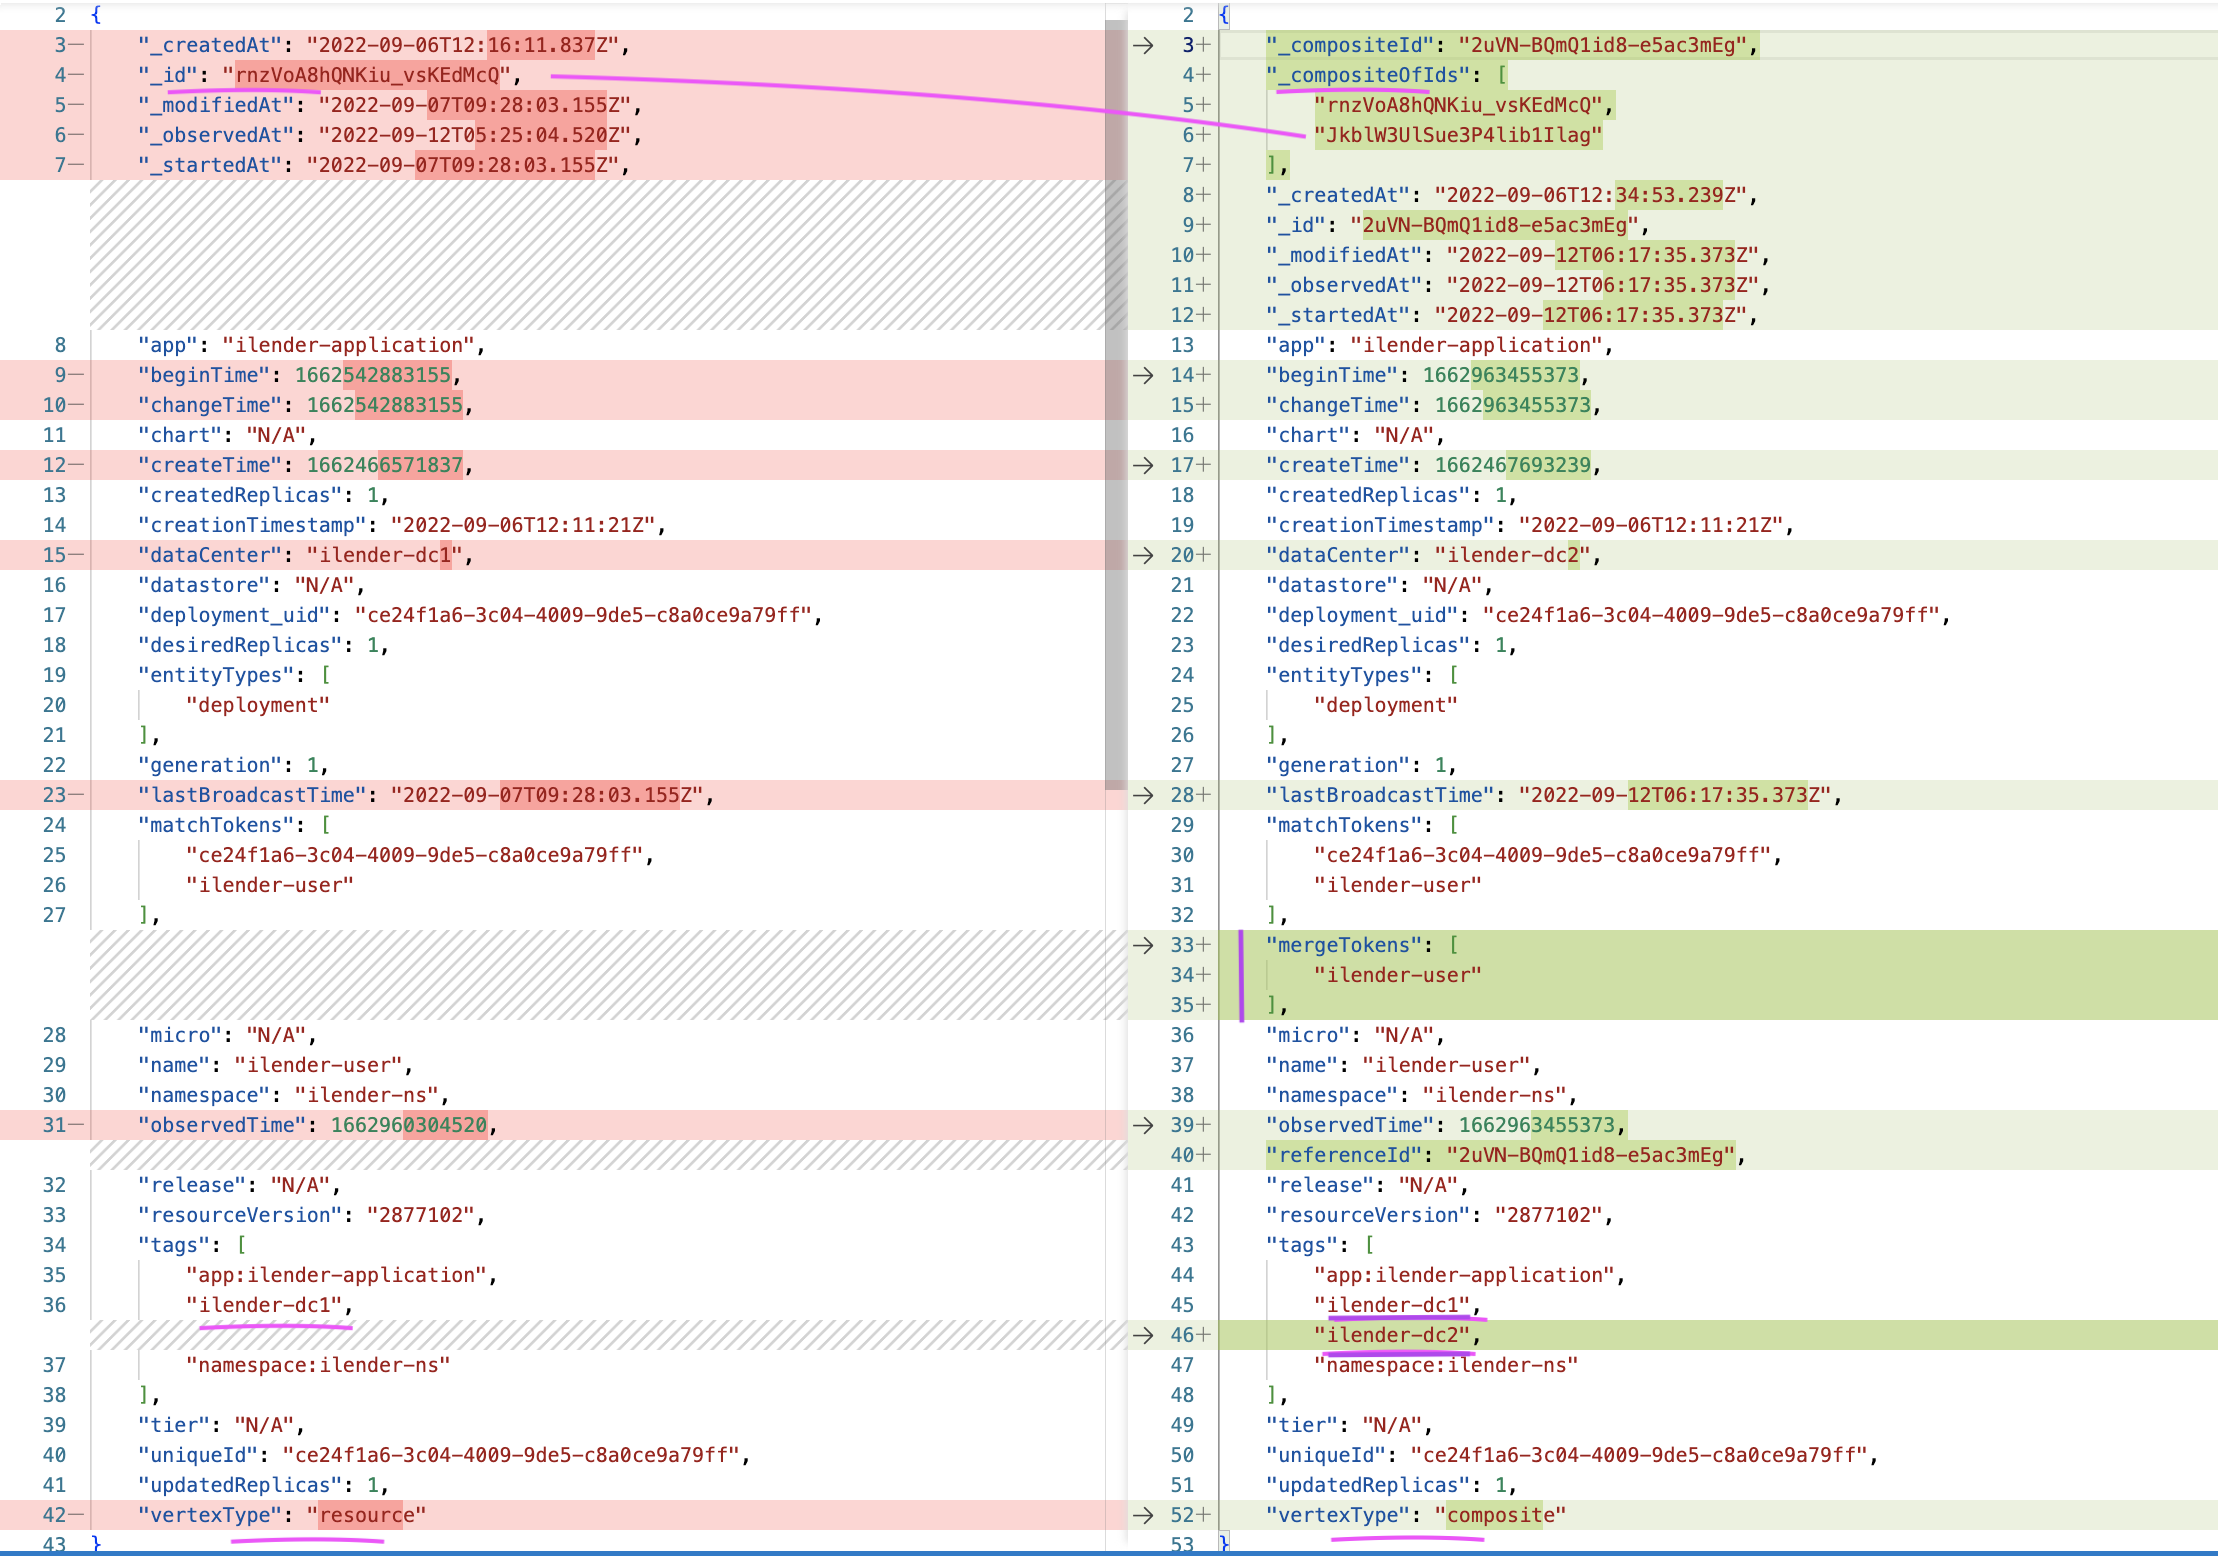 2 {
3— "_createdAt": "2022-09-06T12:16:11.837Z",
4— "_id": "rnzVoA8hQNKiu_vsKEdMcQ",
5— "_modifiedAt": "2022-09-07T09:28:03.155Z",
6— "_observedAt": "2022-09-12T05:25:04.520Z",
7— "_startedAt": "2022-09-07T09:28:03.155Z",
8 "app": "ilender-application",
9— "beginTime": 1662542883155,
10— "changeTime": 1662542883155,
11 "chart": "N/A",
12— "createTime": 1662466571837,
13 "createdReplicas": 1,
14 "creationTimestamp": "2022-09-06T12:11:21Z",
15— "dataCenter": "ilender-dc1",
16 "datastore": "N/A",
17 "deployment_uid": "ce24f1a6-3c04-4009-9de5-c8a0ce9a79ff",
18 "desiredReplicas": 1,
19 "entityTypes": [
20 "deployment"
21 ],
22 "generation": 1,
23— "lastBroadcastTime": "2022-09-07T09:28:03.155Z",
24 "matchTokens": [
25 "ce24f1a6-3c04-4009-9de5-c8a0ce9a79ff",
26 "ilender-user"
27 ],
28 "micro": "N/A",
29 "name": "ilender-user",
30 "namespace": "ilender-ns",
31— "observedTime": 1662960304520,
32 "release": "N/A",
33 "resourceVersion": "2877102",
34 "tags": [
35 "app:ilender-application",
36 "ilender-dc1",
37 "namespace:ilender-ns"
38 ],
39 "tier": "N/A",
40 "uniqueId": "ce24f1a6-3c04-4009-9de5-c8a0ce9a79ff",
41 "updatedReplicas": 1,
42— "vertexType": "resource"
43 }
2 {
→ 3+ "_compositeId": "2uVN-BQmQ1id8-e5ac3mEg",
4+ "_compositeOfIds": [
5+ "rnzVoA8hQNKiu_vsKEdMcQ",
6+ "JkblW3UlSue3P4lib1Ilag"
7+ ],
8+ "_createdAt": "2022-09-06T12:34:53.239Z",
9+ "_id": "2uVN-BQmQ1id8-e5ac3mEg",
10+ "_modifiedAt": "2022-09-12T06:17:35.373Z",
11+ "_observedAt": "2022-09-12T06:17:35.373Z",
12+ "_startedAt": "2022-09-12T06:17:35.373Z",
13 "app": "ilender-application",
→ 14+ "beginTime": 1662963455373,
15+ "changeTime": 1662963455373,
16 "chart": "N/A",
→ 17+ "createTime": 1662467693239,
18 "createdReplicas": 1,
19 "creationTimestamp": "2022-09-06T12:11:21Z",
→ 20+ "dataCenter": "ilender-dc2",
21 "datastore": "N/A",
22 "deployment_uid": "ce24f1a6-3c04-4009-9de5-c8a0ce9a79ff",
23 "desiredReplicas": 1,
24 "entityTypes": [
25 "deployment"
26 ],
27 "generation": 1,
→ 28+ "lastBroadcastTime": "2022-09-12T06:17:35.373Z",
29 "matchTokens": [
30 "ce24f1a6-3c04-4009-9de5-c8a0ce9a79ff",
31 "ilender-user"
32 ],
→ 33+ "mergeTokens": [
34+ "ilender-user"
35+ ],
36 "micro": "N/A",
37 "name": "ilender-user",
38 "namespace": "ilender-ns",
→ 39+ "observedTime": 1662963455373,
40+ "referenceId": "2uVN-BQmQ1id8-e5ac3mEg",
41 "release": "N/A",
42 "resourceVersion": "2877102",
43 "tags": [
44 "app:ilender-application",
45 "ilender-dc1",
→ 46+ "ilender-dc2",
47 "namespace:ilender-ns"
48 ],
49 "tier": "N/A",
50 "uniqueId": "ce24f1a6-3c04-4009-9de5-c8a0ce9a79ff",
51 "updatedReplicas": 1,
→ 52+ "vertexType": "composite"
53 }